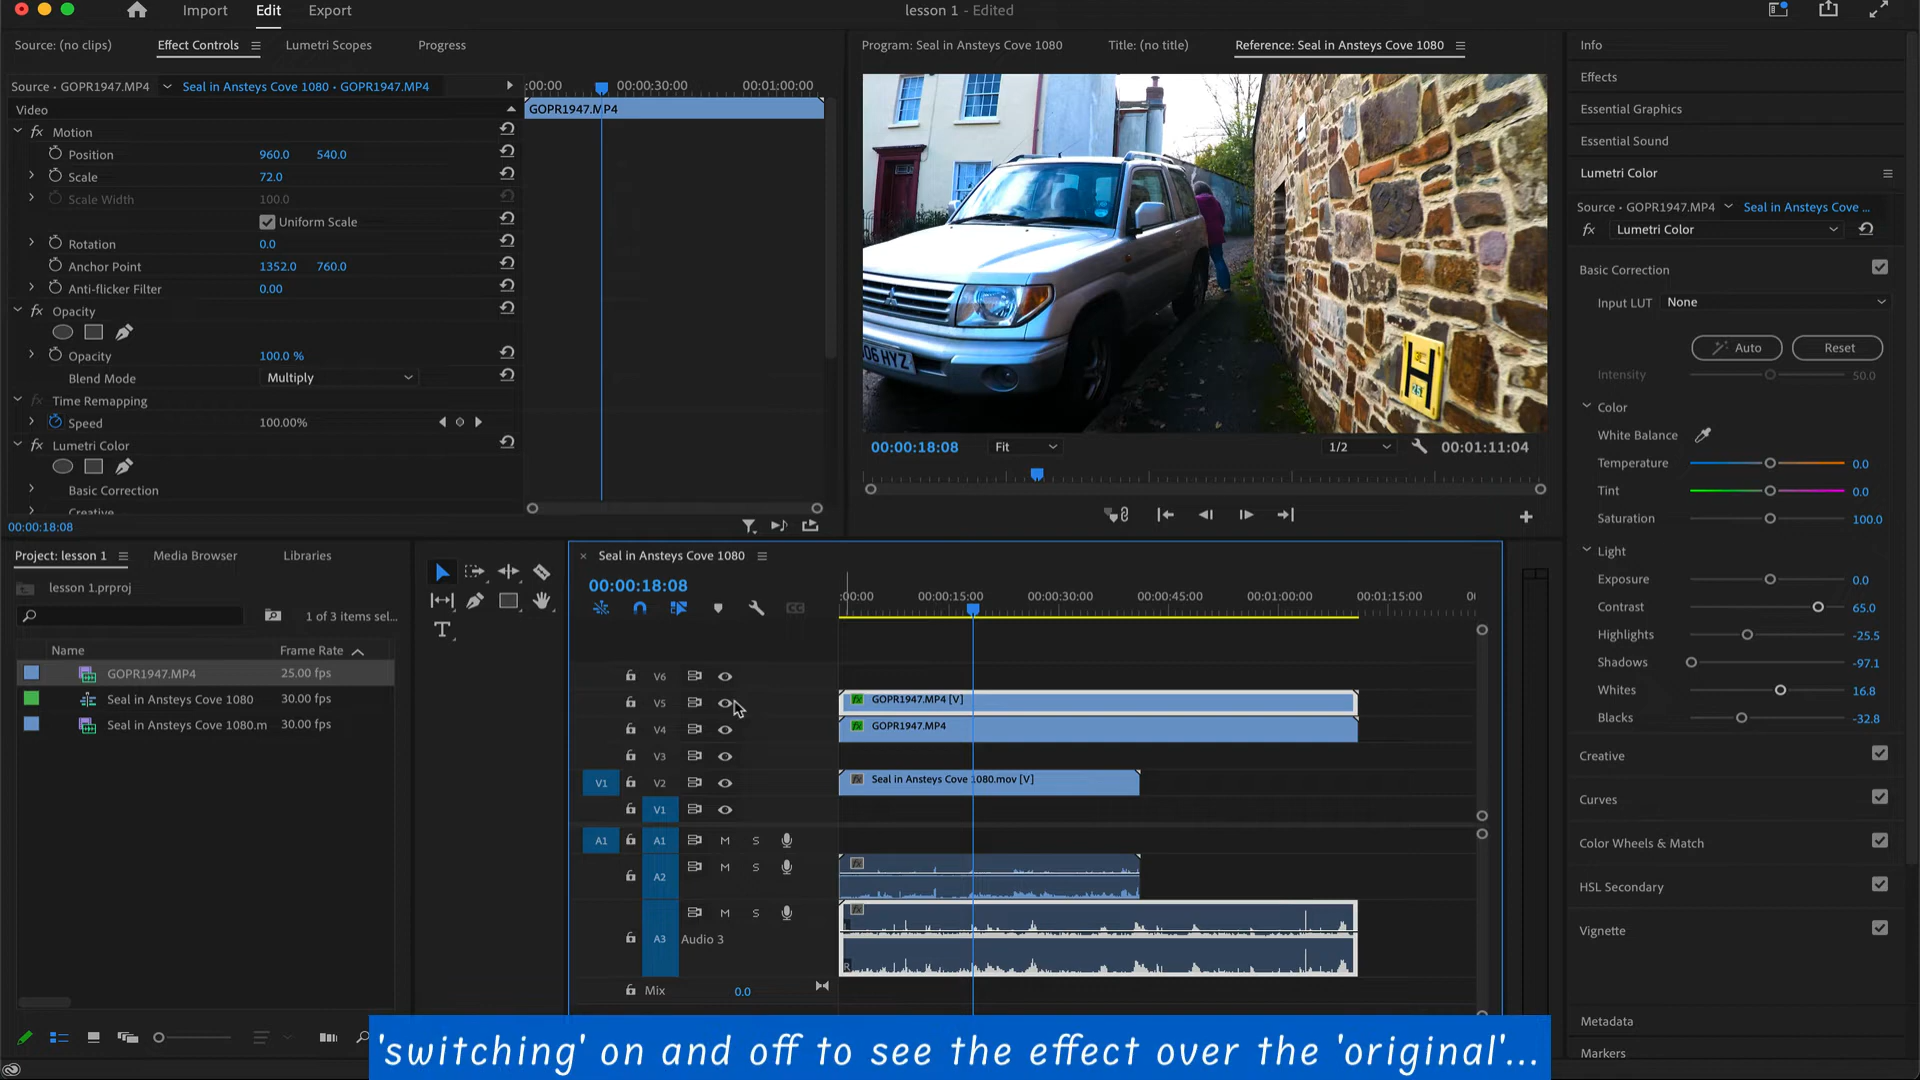 Import
Edit
Export
lesson 1 - Edited
Source: (no clips)
Effect Controls
Lumetri Scopes
Progress
Source • GOPR1947.MP4
Seal in Ansteys Cove 1080 • GOPR1947.MP4
:00:00
00:00:30:00
00:01:00:00
Video
GOPR1947.MP4
fx Motion
Position 960.0 540.0
Scale 72.0
Scale Width 100.0
Uniform Scale
Rotation 0.0
Anchor Point 1352.0 760.0
Anti-flicker Filter 0.00
fx Opacity
Opacity 100.0 %
Blend Mode Multiply
fx Time Remapping
Speed 100.00%
fx Lumetri Color
Basic Correction
Creative
00:00:18:08
Program: Seal in Ansteys Cove 1080
Title: (no title)
Reference: Seal in Ansteys Cove 1080
06 HYZ
H
00:00:18:08
Fit
1/2
00:01:11:04
Info
Effects
Essential Graphics
Essential Sound
Lumetri Color
Source • GOPR1947.MP4
Seal in Ansteys Cove ...
fx Lumetri Color
Basic Correction
Input LUT None
Auto
Reset
Intensity 50.0
Color
White Balance
Temperature 0.0
Tint 0.0
Saturation 100.0
Light
Exposure 0.0
Contrast 65.0
Highlights -25.5
Shadows -97.1
Whites 16.8
Blacks -32.8
Creative
Curves
Color Wheels & Match
HSL Secondary
Vignette
Metadata
Markers
Project: lesson 1
Media Browser
Libraries
lesson 1.prproj
1 of 3 items sel...
Name
Frame Rate
GOPR1947.MP4 25.00 fps
Seal in Ansteys Cove 1080 30.00 fps
Seal in Ansteys Cove 1080.m 30.00 fps
T
Seal in Ansteys Cove 1080
00:00:18:08
:00:00
00:00:15:00
00:00:30:00
00:00:45:00
00:01:00:00
00:01:15:00
V6
V5
GOPR1947.MP4 [V]
V4
GOPR1947.MP4
V3
V1
V2
Seal in Ansteys Cove 1080.mov [V]
V1
A1
A1
M S
A2
M S
A3
M S
Audio 3
R
Mix 0.0
'switching' on and off to see the effect over the 'original'...